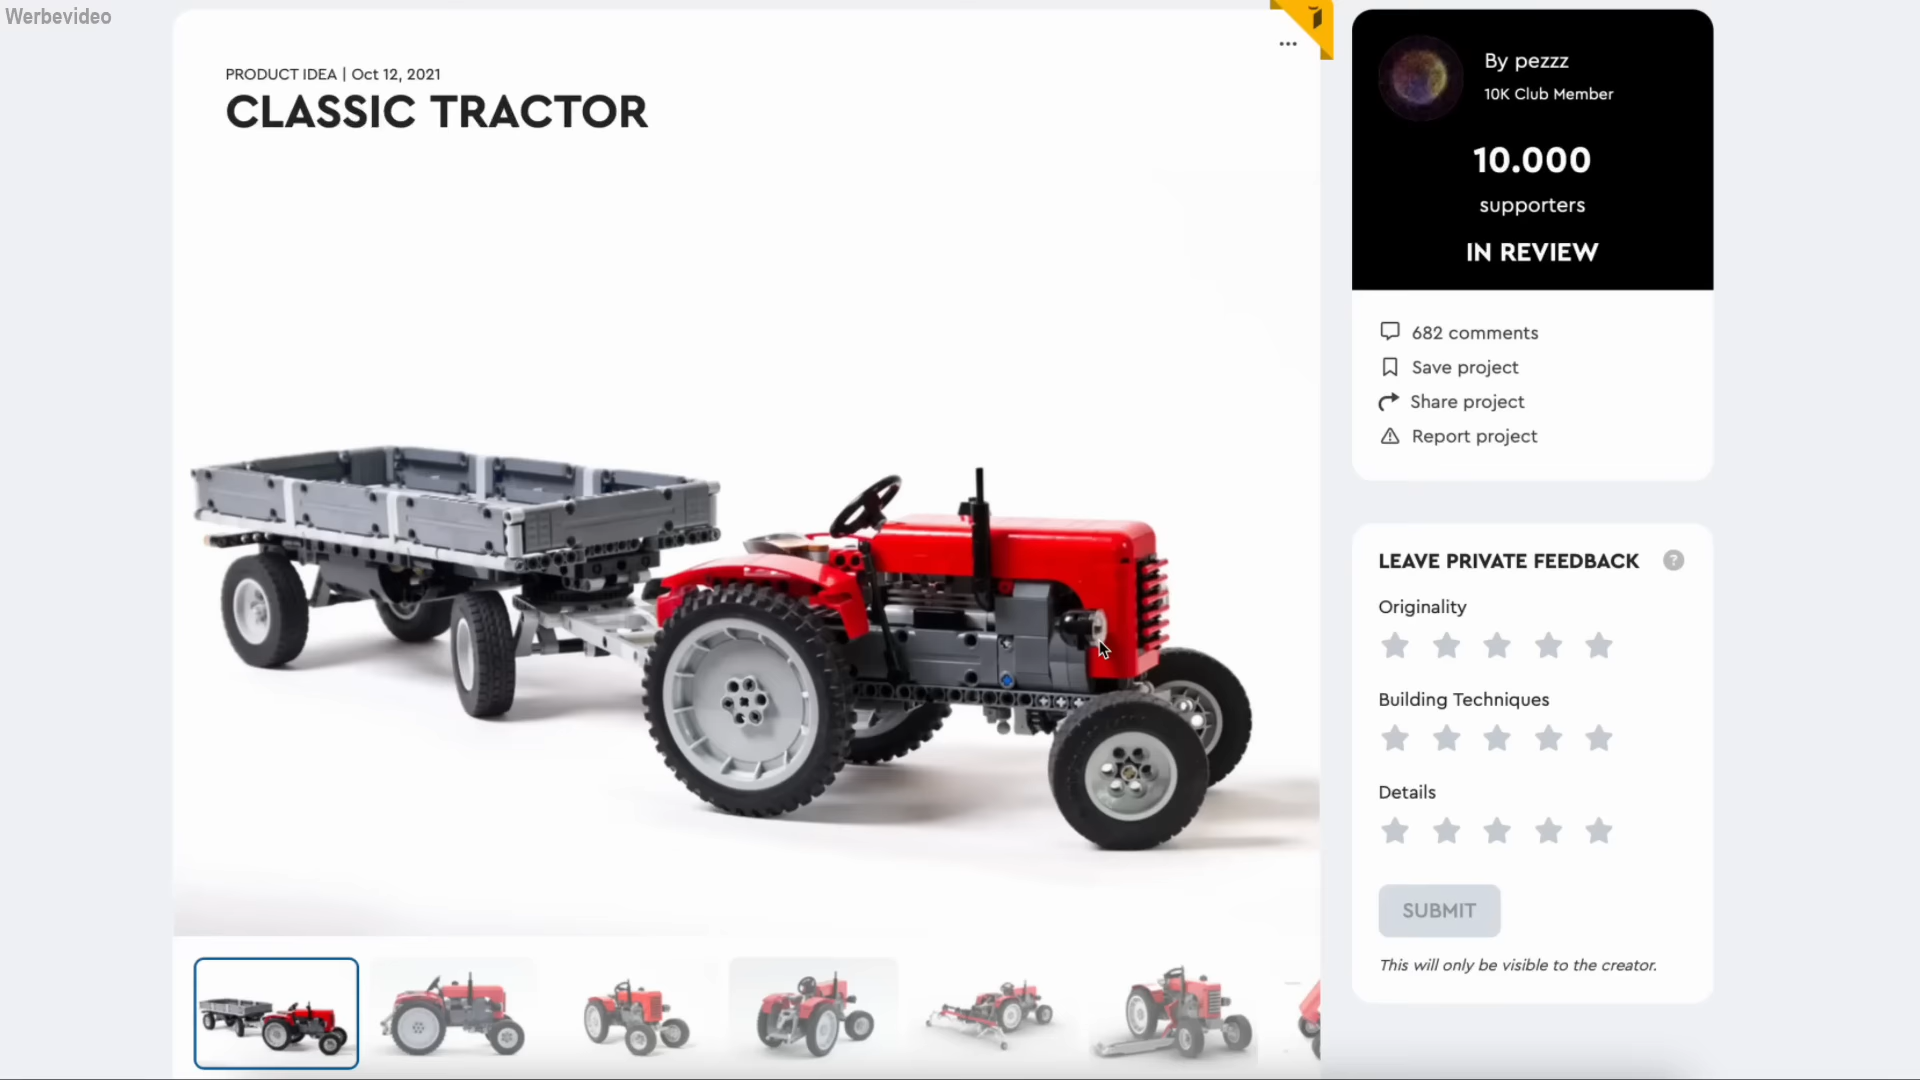 Werbevideo
PRODUCT IDEA | Oct 12, 2021
CLASSIC TRACTOR
By pezzz
10K Club Member
10.000
supporters
IN REVIEW
682 comments
Save project
Share project
Report project
LEAVE PRIVATE FEEDBACK ?
Originality
Building Techniques
Details
SUBMIT
This will only be visible to the creator.